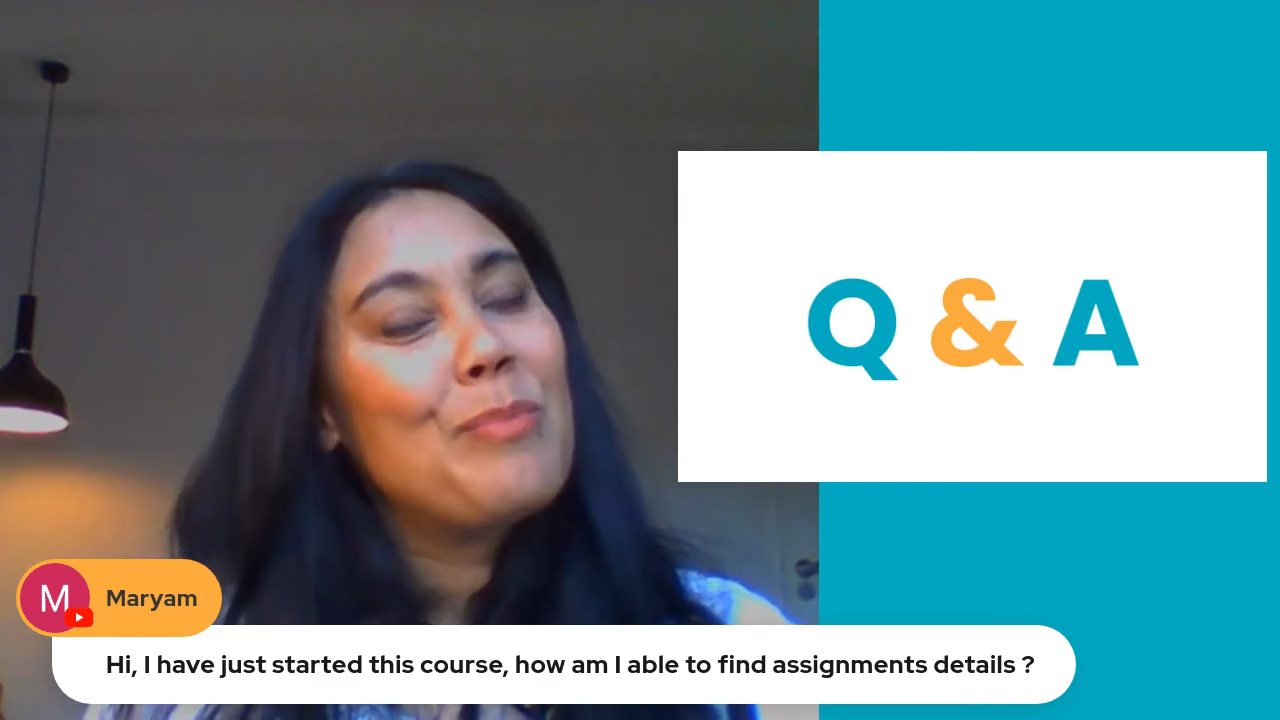 Q & A
M
Maryam
Hi, I have just started this course, how am I able to find assignments details ?